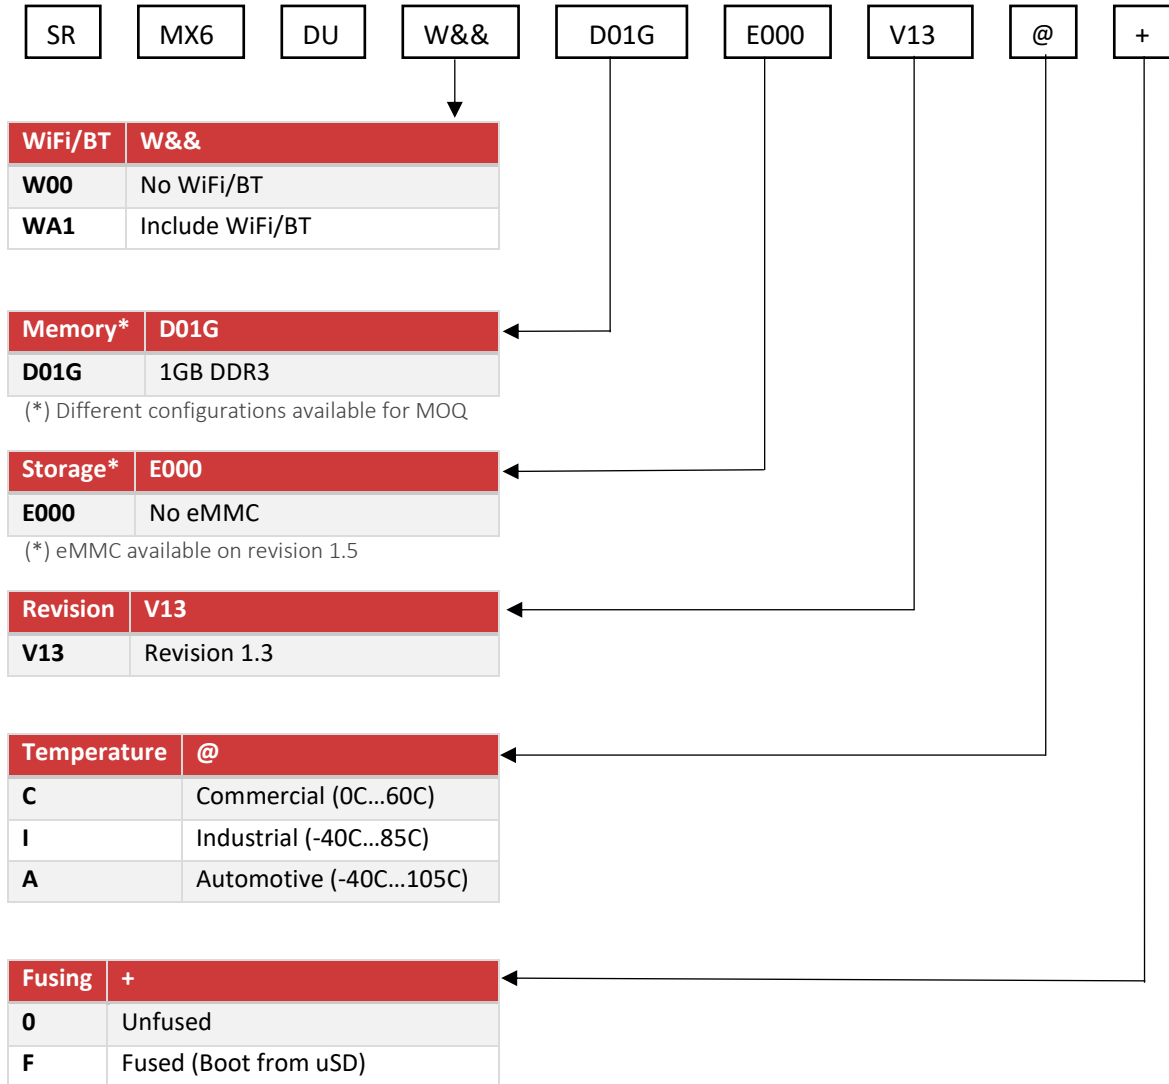 SR MX6 DU W&& D01G E000 V13 @ +
WiFi/BT W&&
W00 No WiFi/BT
WA1 Include WiFi/BT
Memory* D01G
D01G 1GB DDR3
(*) Different configurations available for MOQ
Storage* E000
E000 No eMMC
(*) eMMC available on revision 1.5
Revision V13
V13 Revision 1.3
Temperature @
C Commercial (0C…60C)
I Industrial (-40C…85C)
A Automotive (-40C…105C)
Fusing +
0 Unfused
F Fused (Boot from uSD)